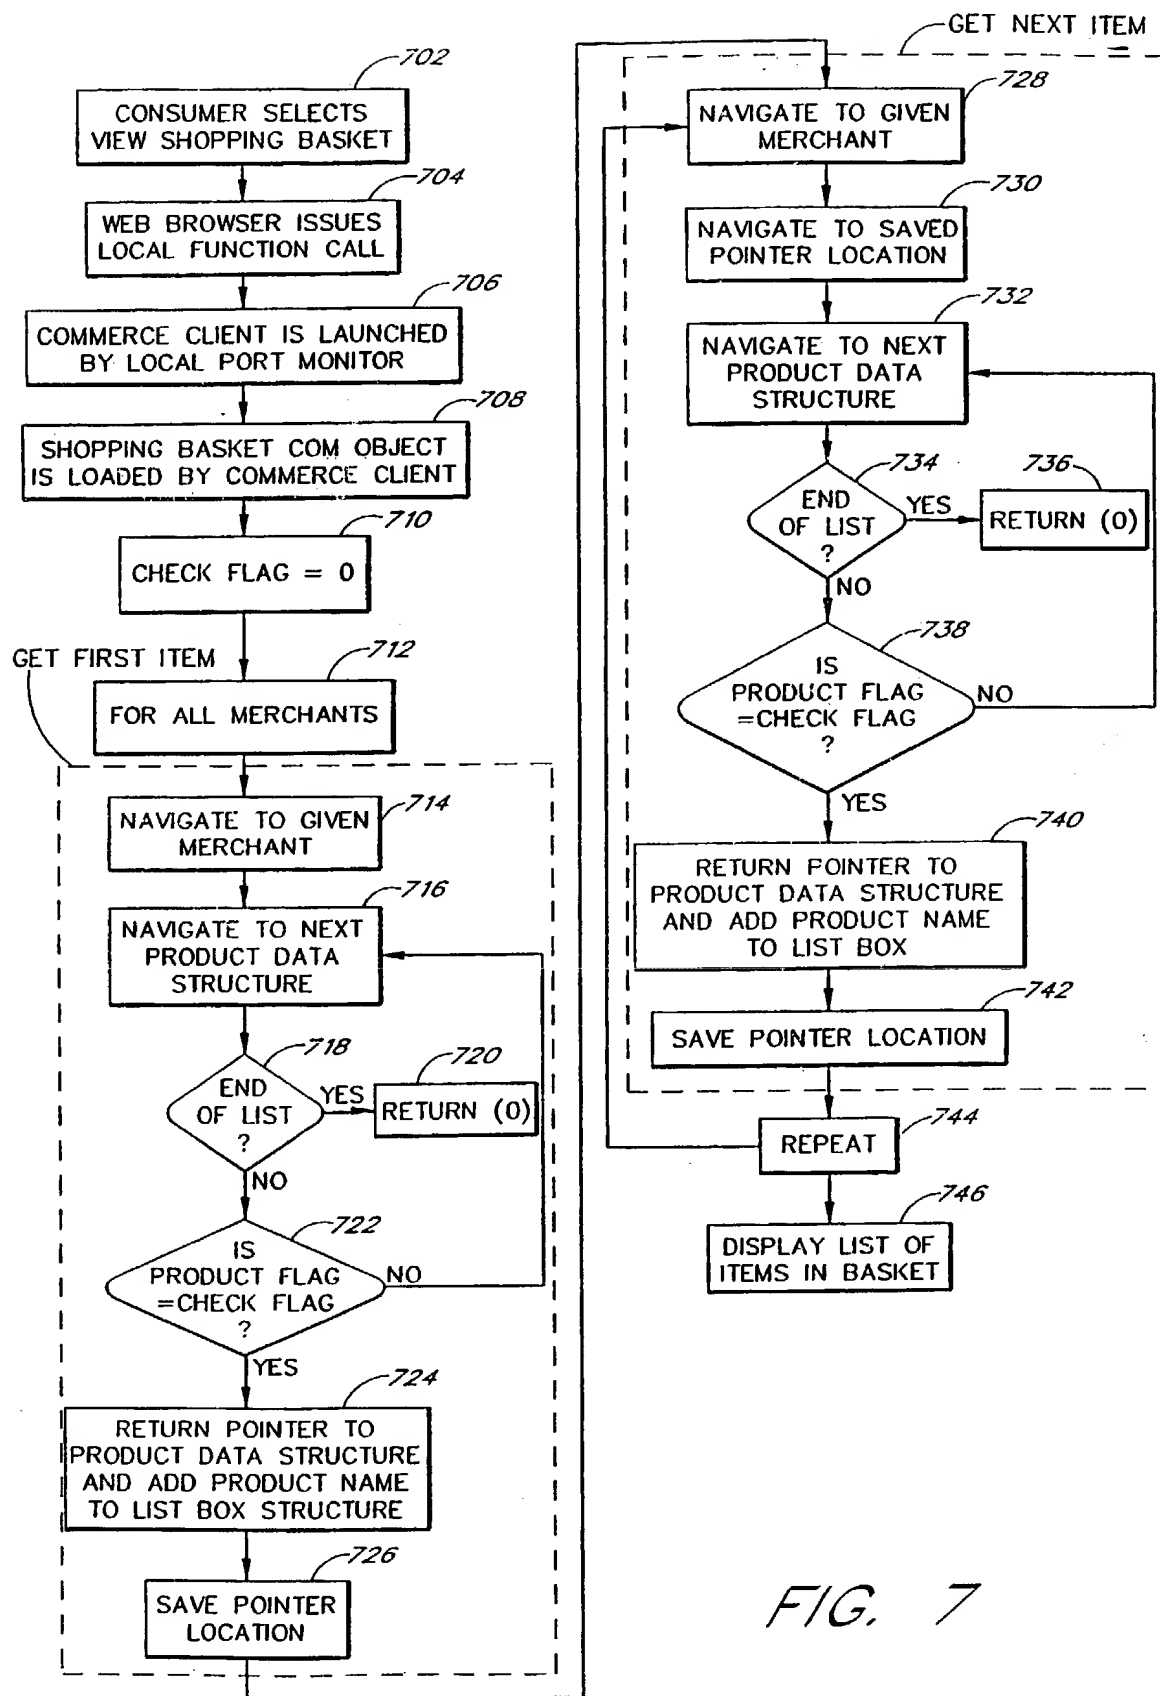 702
CONSUMER SELECTS
VIEW SHOPPING BASKET
704
WEB BROWSER ISSUES
LOCAL FUNCTION CALL
706
COMMERCE CLIENT IS LAUNCHED
BY LOCAL PORT MONITOR
708
SHOPPING BASKET COM OBJECT
IS LOADED BY COMMERCE CLIENT
710
CHECK FLAG = 0
GET FIRST ITEM
712
FOR ALL MERCHANTS
714
NAVIGATE TO GIVEN
MERCHANT
716
NAVIGATE TO NEXT
PRODUCT DATA
STRUCTURE
718
END
OF LIST
?
YES
720
RETURN (0)
NO
722
IS
PRODUCT FLAG
=CHECK FLAG
?
NO
YES
724
RETURN POINTER TO
PRODUCT DATA STRUCTURE
AND ADD PRODUCT NAME
TO LIST BOX STRUCTURE
726
SAVE POINTER
LOCATION
GET NEXT ITEM
728
NAVIGATE TO GIVEN
MERCHANT
730
NAVIGATE TO SAVED
POINTER LOCATION
732
NAVIGATE TO NEXT
PRODUCT DATA
STRUCTURE
734
END
OF LIST
?
YES
736
RETURN (0)
NO
738
IS
PRODUCT FLAG
=CHECK FLAG
?
NO
YES
740
RETURN POINTER TO
PRODUCT DATA STRUCTURE
AND ADD PRODUCT NAME
TO LIST BOX
742
SAVE POINTER LOCATION
744
REPEAT
746
DISPLAY LIST OF
ITEMS IN BASKET
FIG. 7